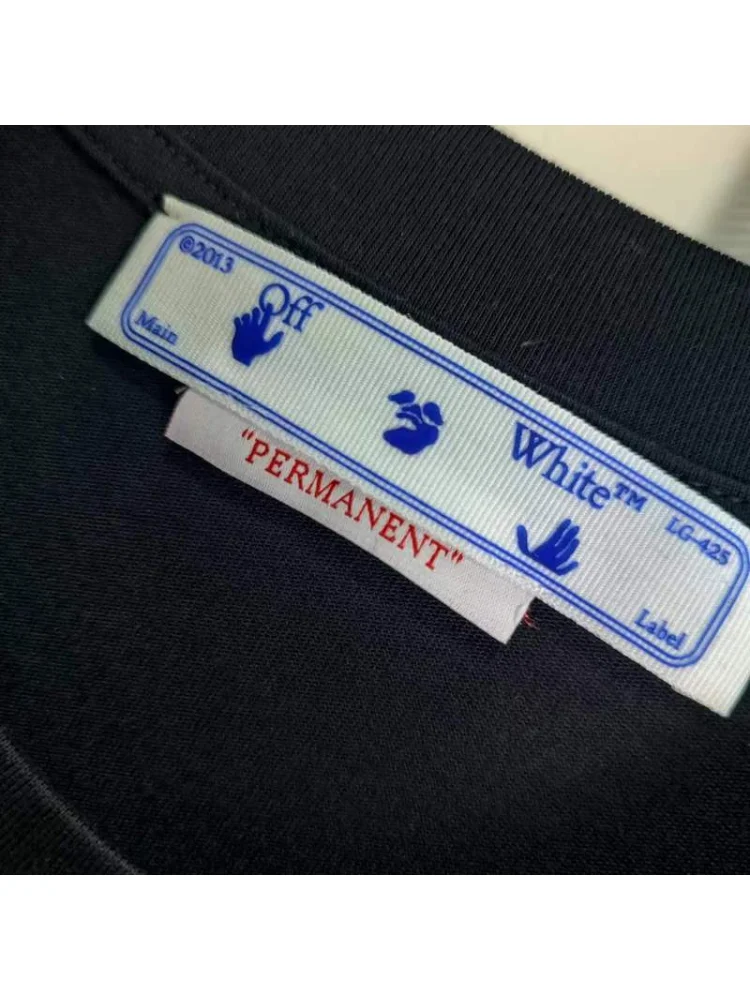 ©2013
Off
White™
LG-425
Main
Label
"PERMANENT"